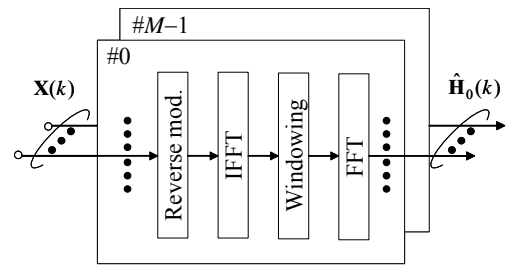 #M–1
#0
X(k)
Ĥ₀(k)
Reverse mod.
IFFT
Windowing
FFT